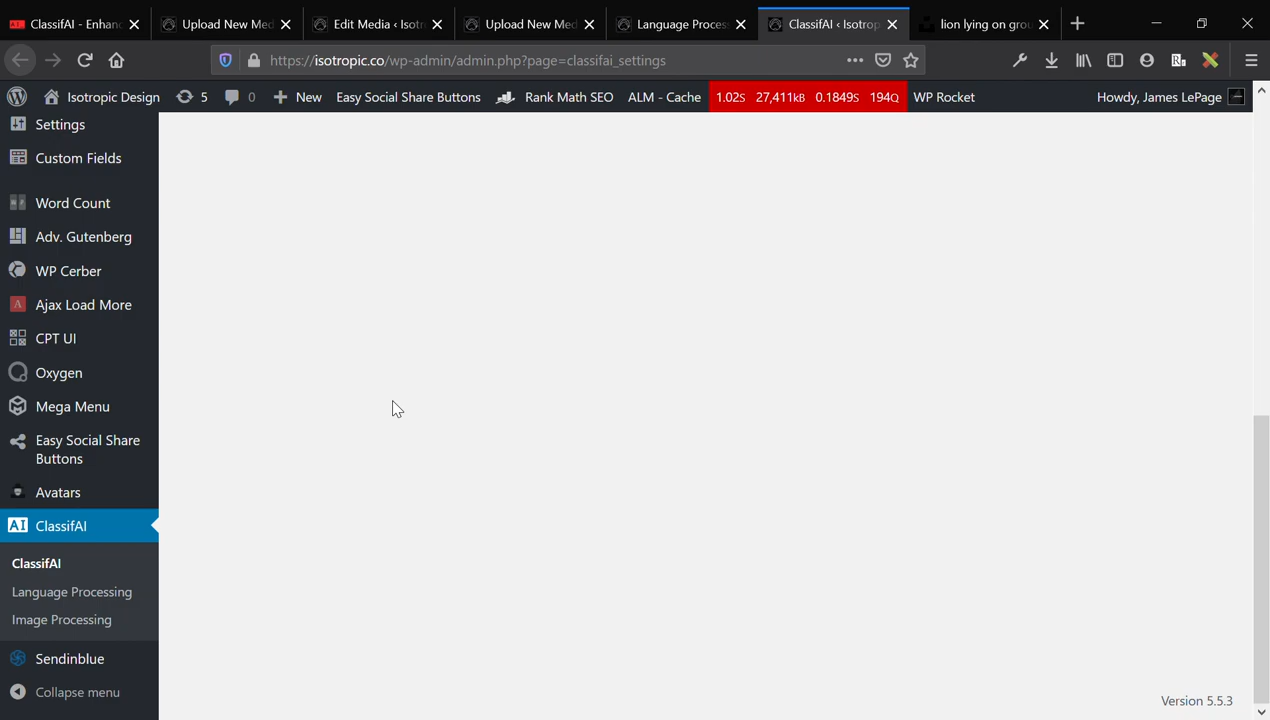 ClassifAI - Enhanc
Upload New Med
Edit Media ‹ Isotr
Upload New Med
Language Process
ClassifAI ‹ Isotrop
lion lying on grou
https://isotropic.co/wp-admin/admin.php?page=classifai_settings
Isotropic Design
5
0
New
Easy Social Share Buttons
Rank Math SEO
ALM - Cache
1.02S 27,411kB 0.1849S 194Q
WP Rocket
Howdy, James LePage
Settings
Custom Fields
Word Count
Adv. Gutenberg
WP Cerber
A Ajax Load More
CPT UI
Oxygen
Mega Menu
Easy Social Share
Buttons
Avatars
AI ClassifAI
ClassifAI
Language Processing
Image Processing
Sendinblue
Collapse menu
Version 5.5.3